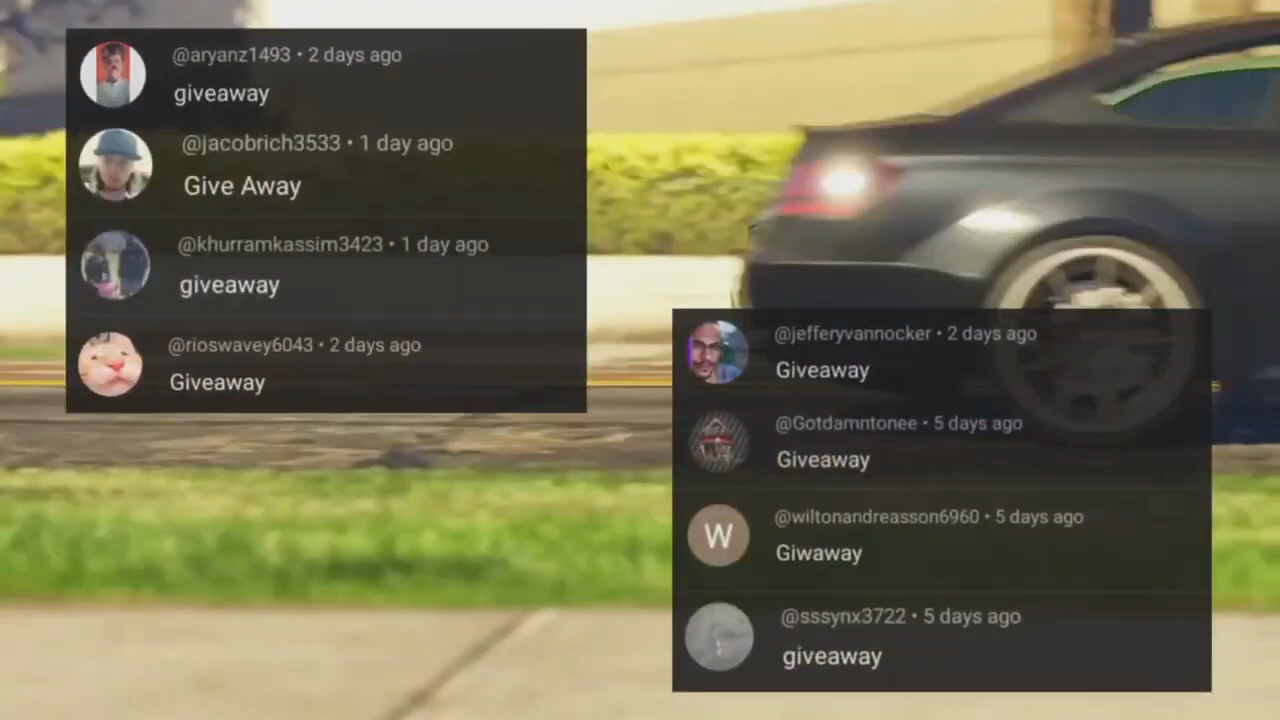 @aryanz1493 • 2 days ago
giveaway
@jacobrich3533 • 1 day ago
Give Away
@khurramkassim3423 • 1 day ago
giveaway
@rioswavey6043 • 2 days ago
Giveaway
@jefferyvannocker • 2 days ago
Giveaway
@Gotdamntonee • 5 days ago
Giveaway
W
@wiltonandreasson6960 • 5 days ago
Giwaway
@sssynx3722 • 5 days ago
giveaway